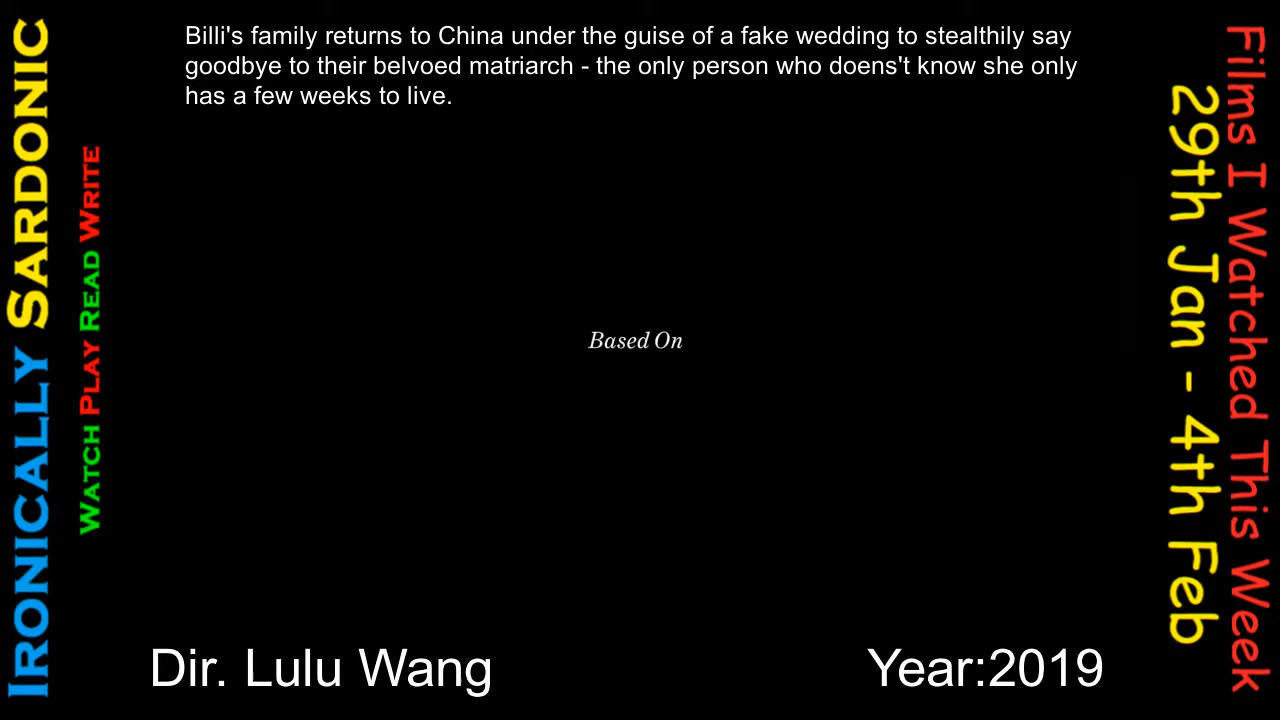 IRONICALLY SARDONIC
WATCH PLAY READ WRITE
Billi's family returns to China under the guise of a fake wedding to stealthily say
goodbye to their belvoed matriarch - the only person who doens't know she only
has a few weeks to live.
Based On
Dir. Lulu Wang
Year:2019
Films I Watched This Week
29th Jan - 4th Feb